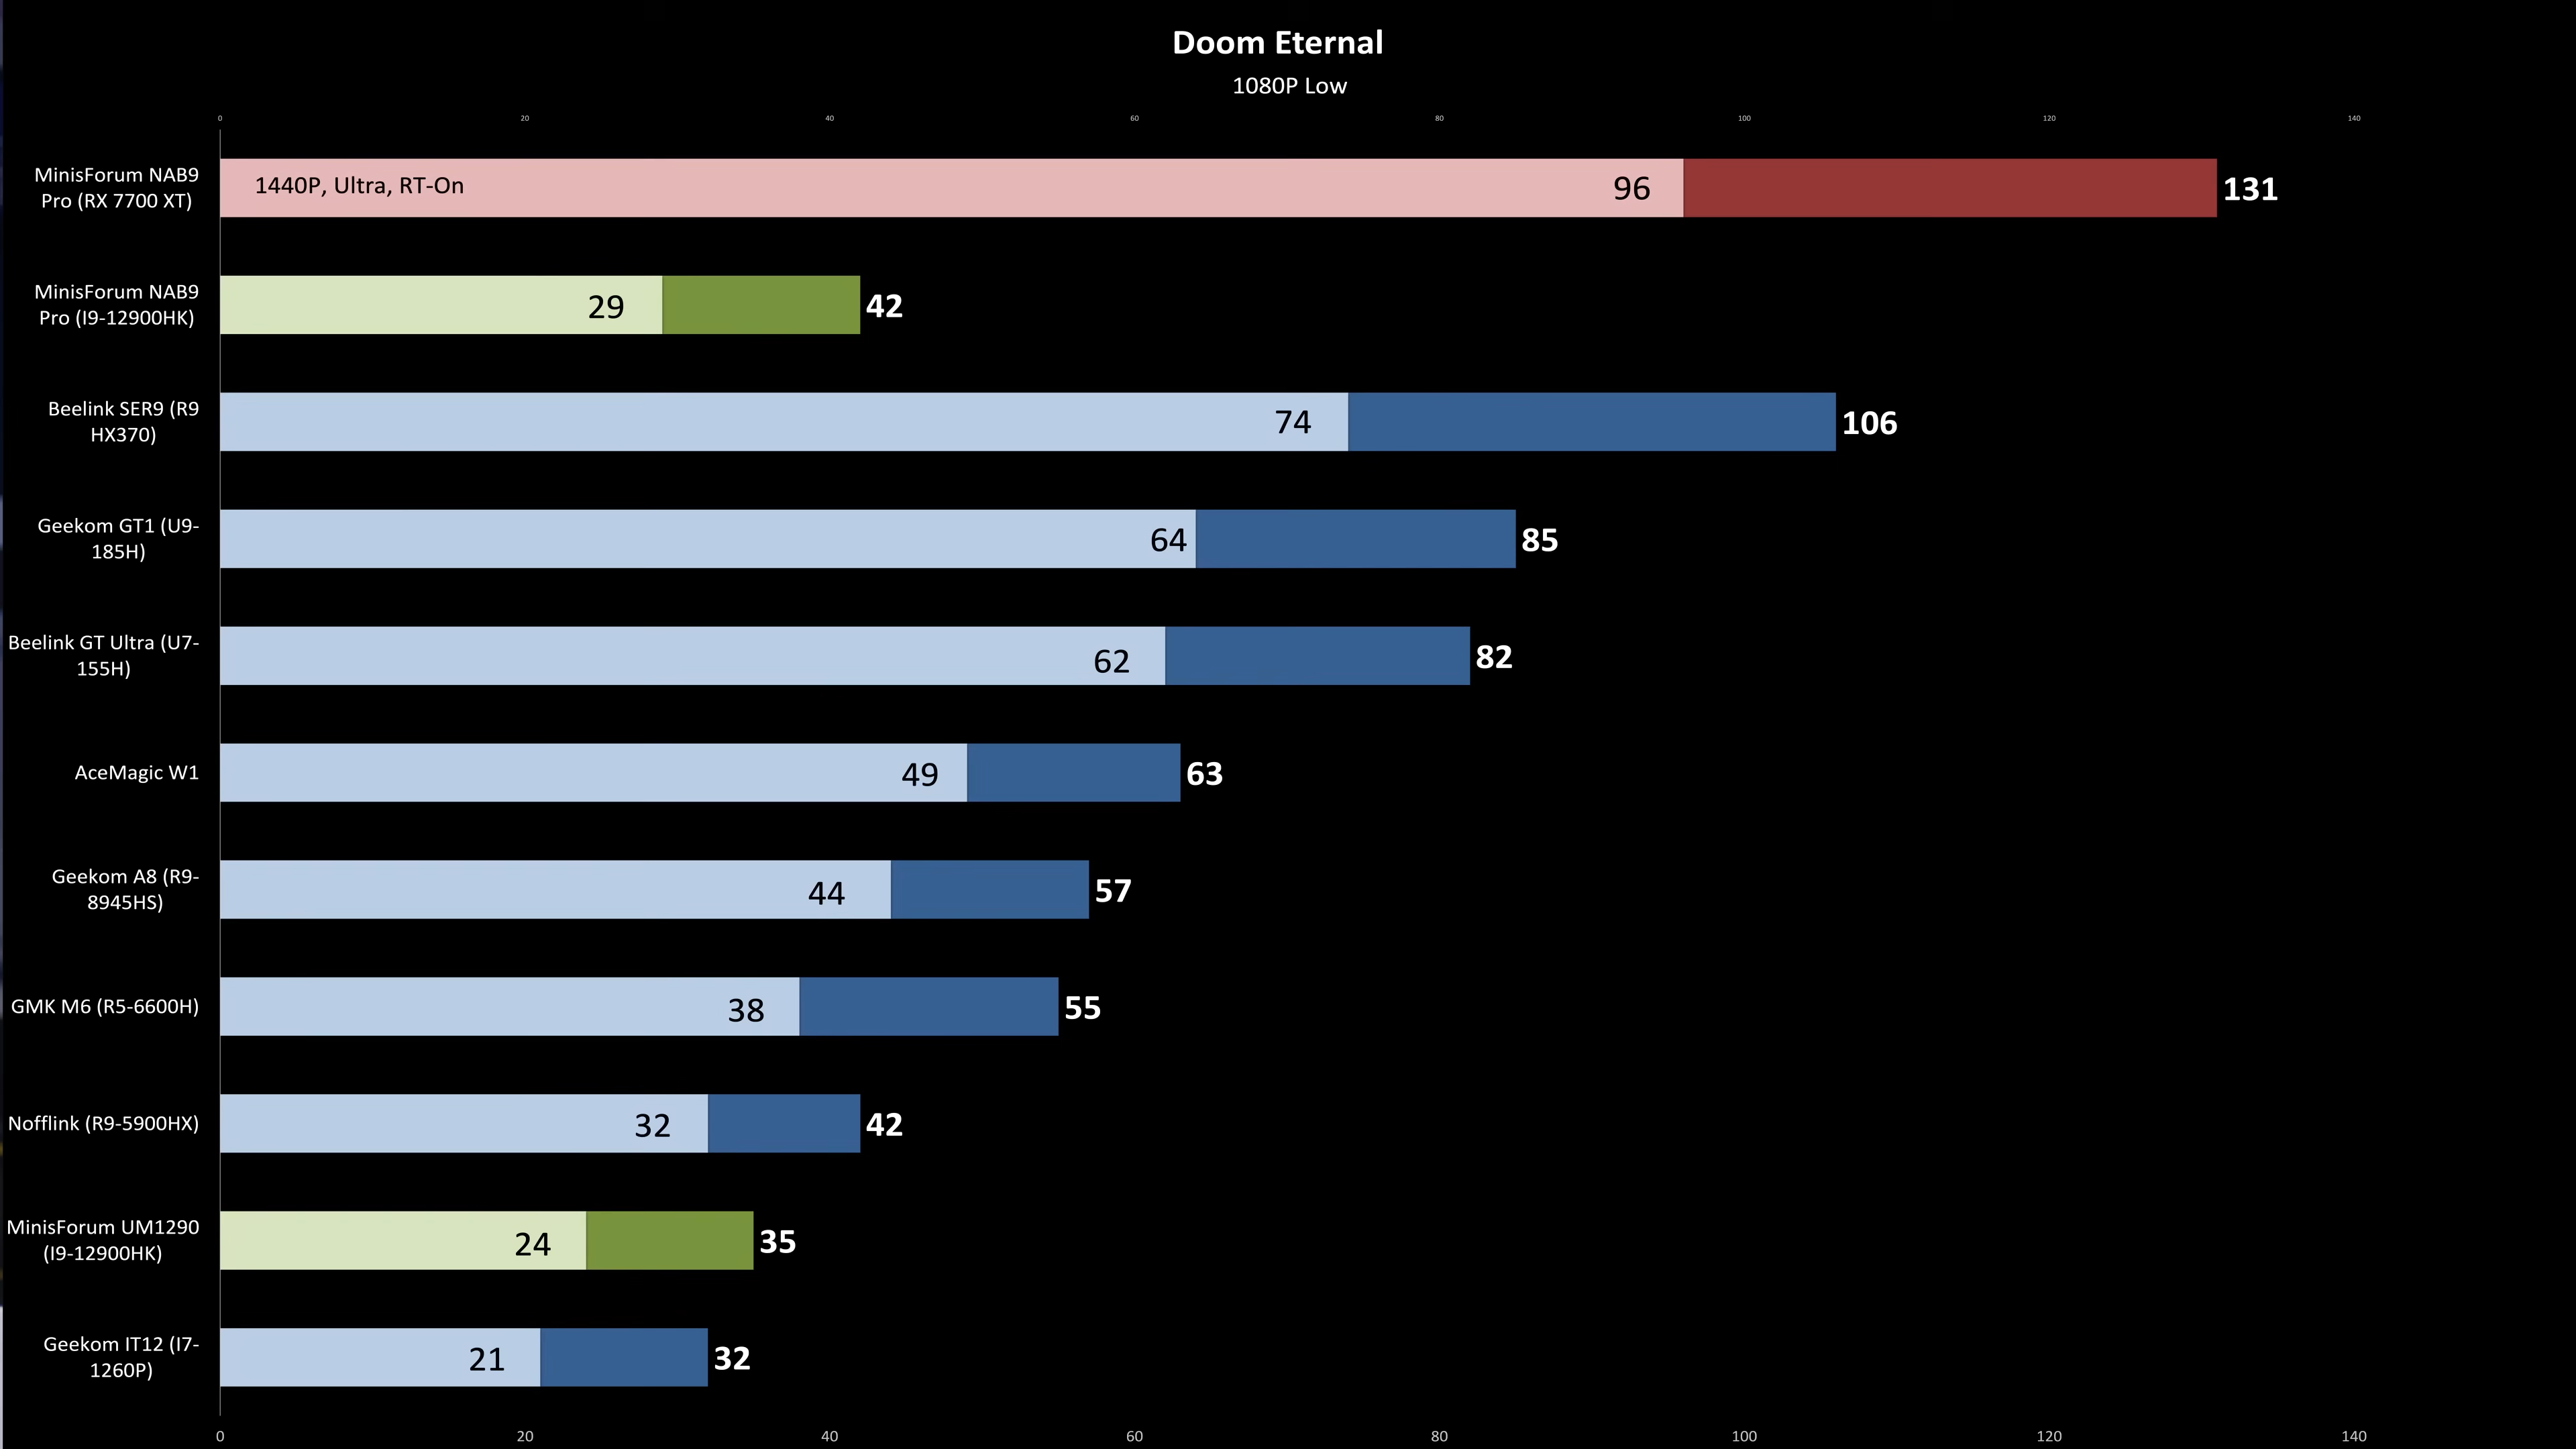 Doom Eternal
1080P Low
0 20 40 60 80 100 120 140
MinisForum NAB9
Pro (RX 7700 XT)
1440P, Ultra, RT-On
96
131
MinisForum NAB9
Pro (I9-12900HK)
29
42
Beelink SER9 (R9
HX370)
74
106
Geekom GT1 (U9-
185H)
64
85
Beelink GT Ultra (U7-
155H)
62
82
AceMagic W1
49
63
Geekom A8 (R9-
8945HS)
44
57
GMK M6 (R5-6600H)
38
55
Nofflink (R9-5900HX)
32
42
MinisForum UM1290
(I9-12900HK)
24
35
Geekom IT12 (I7-
1260P)
21
32
0 20 40 60 80 100 120 140